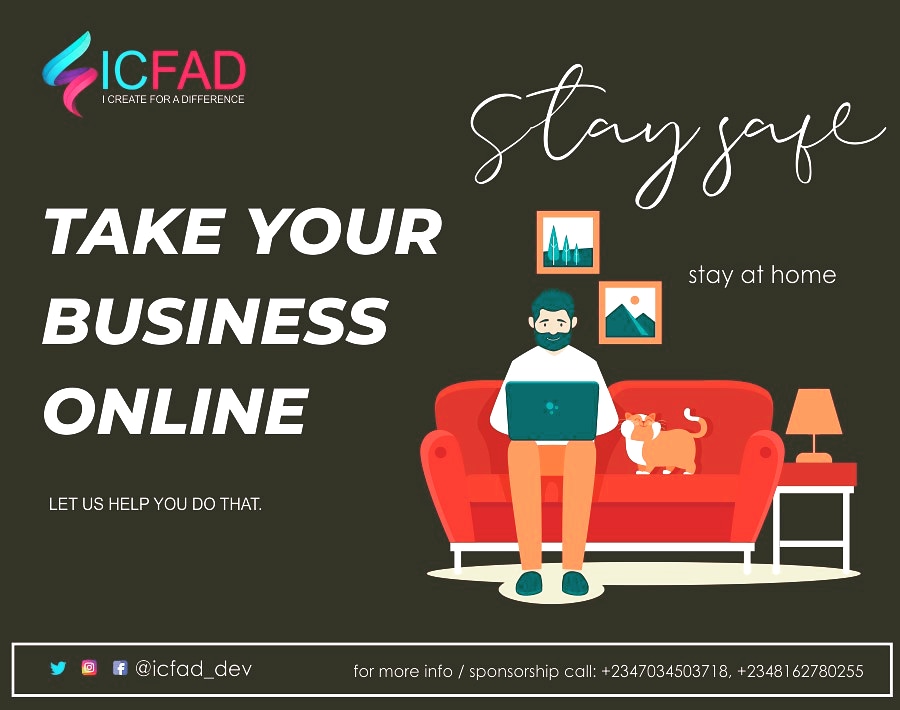 ICFAD
I CREATE FOR A DIFFERENCE
stay safe
stay at home
TAKE YOUR
BUSINESS
ONLINE
LET US HELP YOU DO THAT.
@icfad_dev
for more info / sponsorship call: +2347034503718, +2348162780255